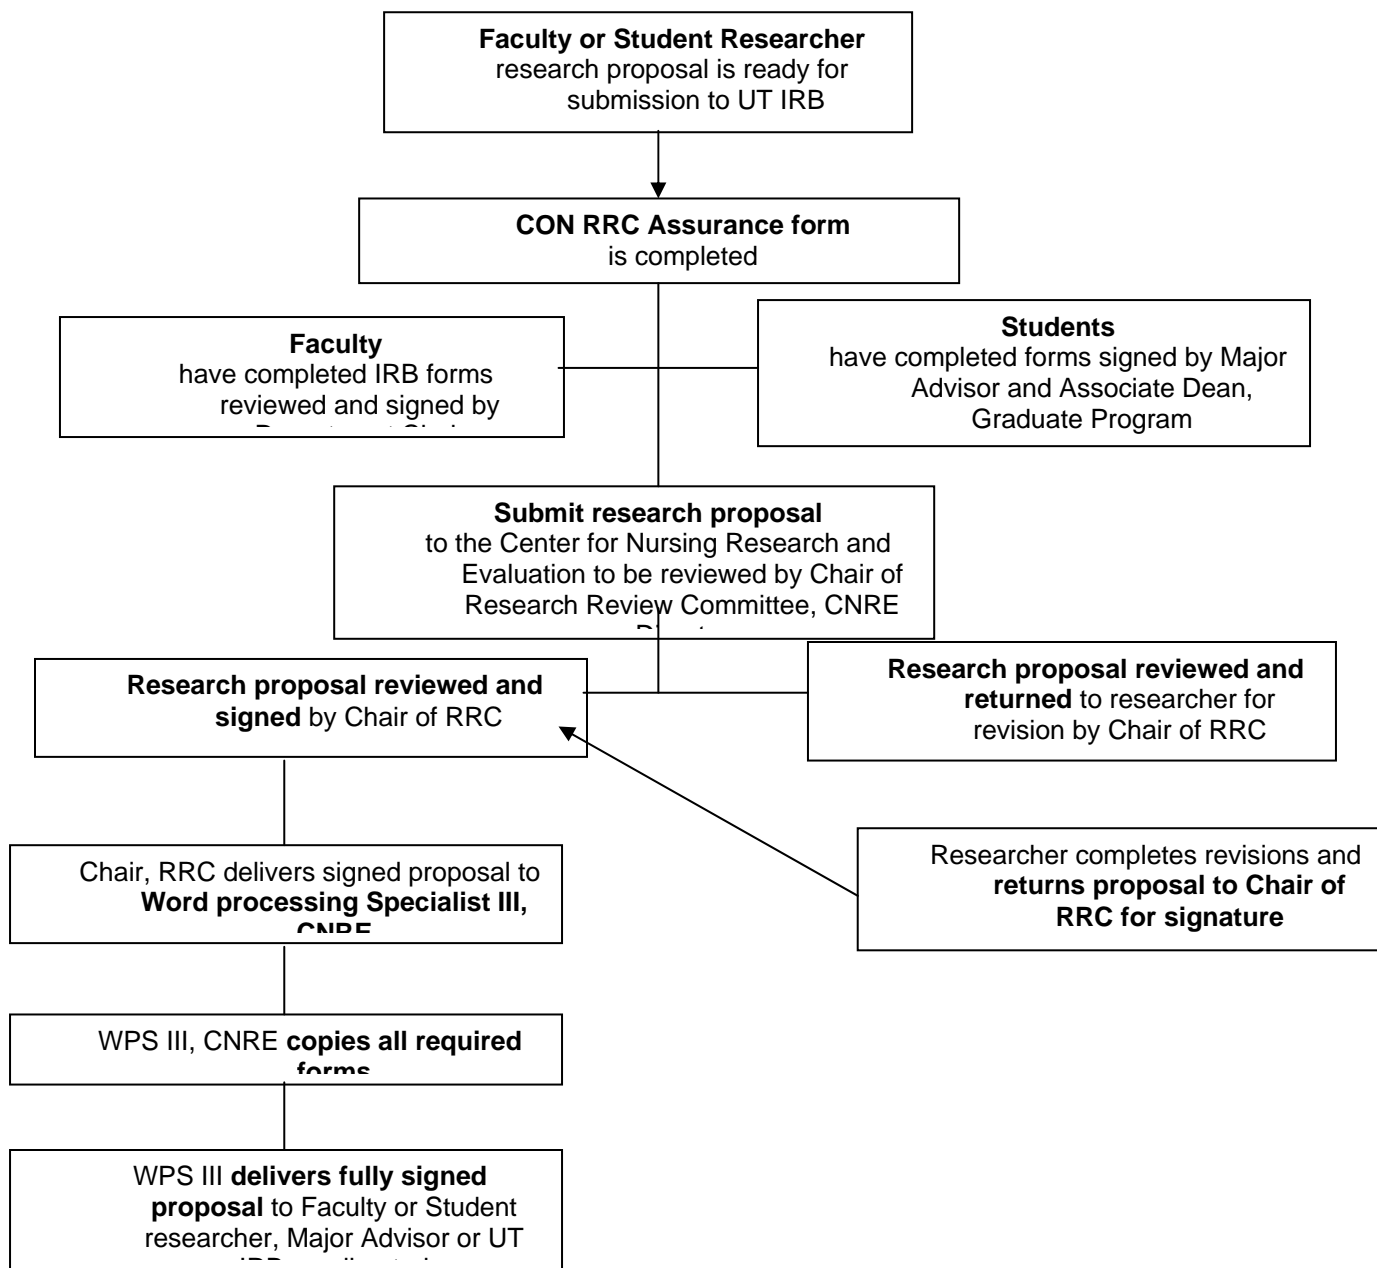 Faculty or Student Researcher
research proposal is ready for
submission to UT IRB
CON RRC Assurance form
is completed
Faculty
have completed IRB forms
reviewed and signed by
Students
have completed forms signed by Major
Advisor and Associate Dean,
Graduate Program
Submit research proposal
to the Center for Nursing Research and
Evaluation to be reviewed by Chair of
Research Review Committee, CNRE
Research proposal reviewed and
signed by Chair of RRC
Research proposal reviewed and
returned to researcher for
revision by Chair of RRC
Chair, RRC delivers signed proposal to
Word processing Specialist III,
CNRE
Researcher completes revisions and
returns proposal to Chair of
RRC for signature
WPS III, CNRE copies all required
forms
WPS III delivers fully signed
proposal to Faculty or Student
researcher, Major Advisor or UT